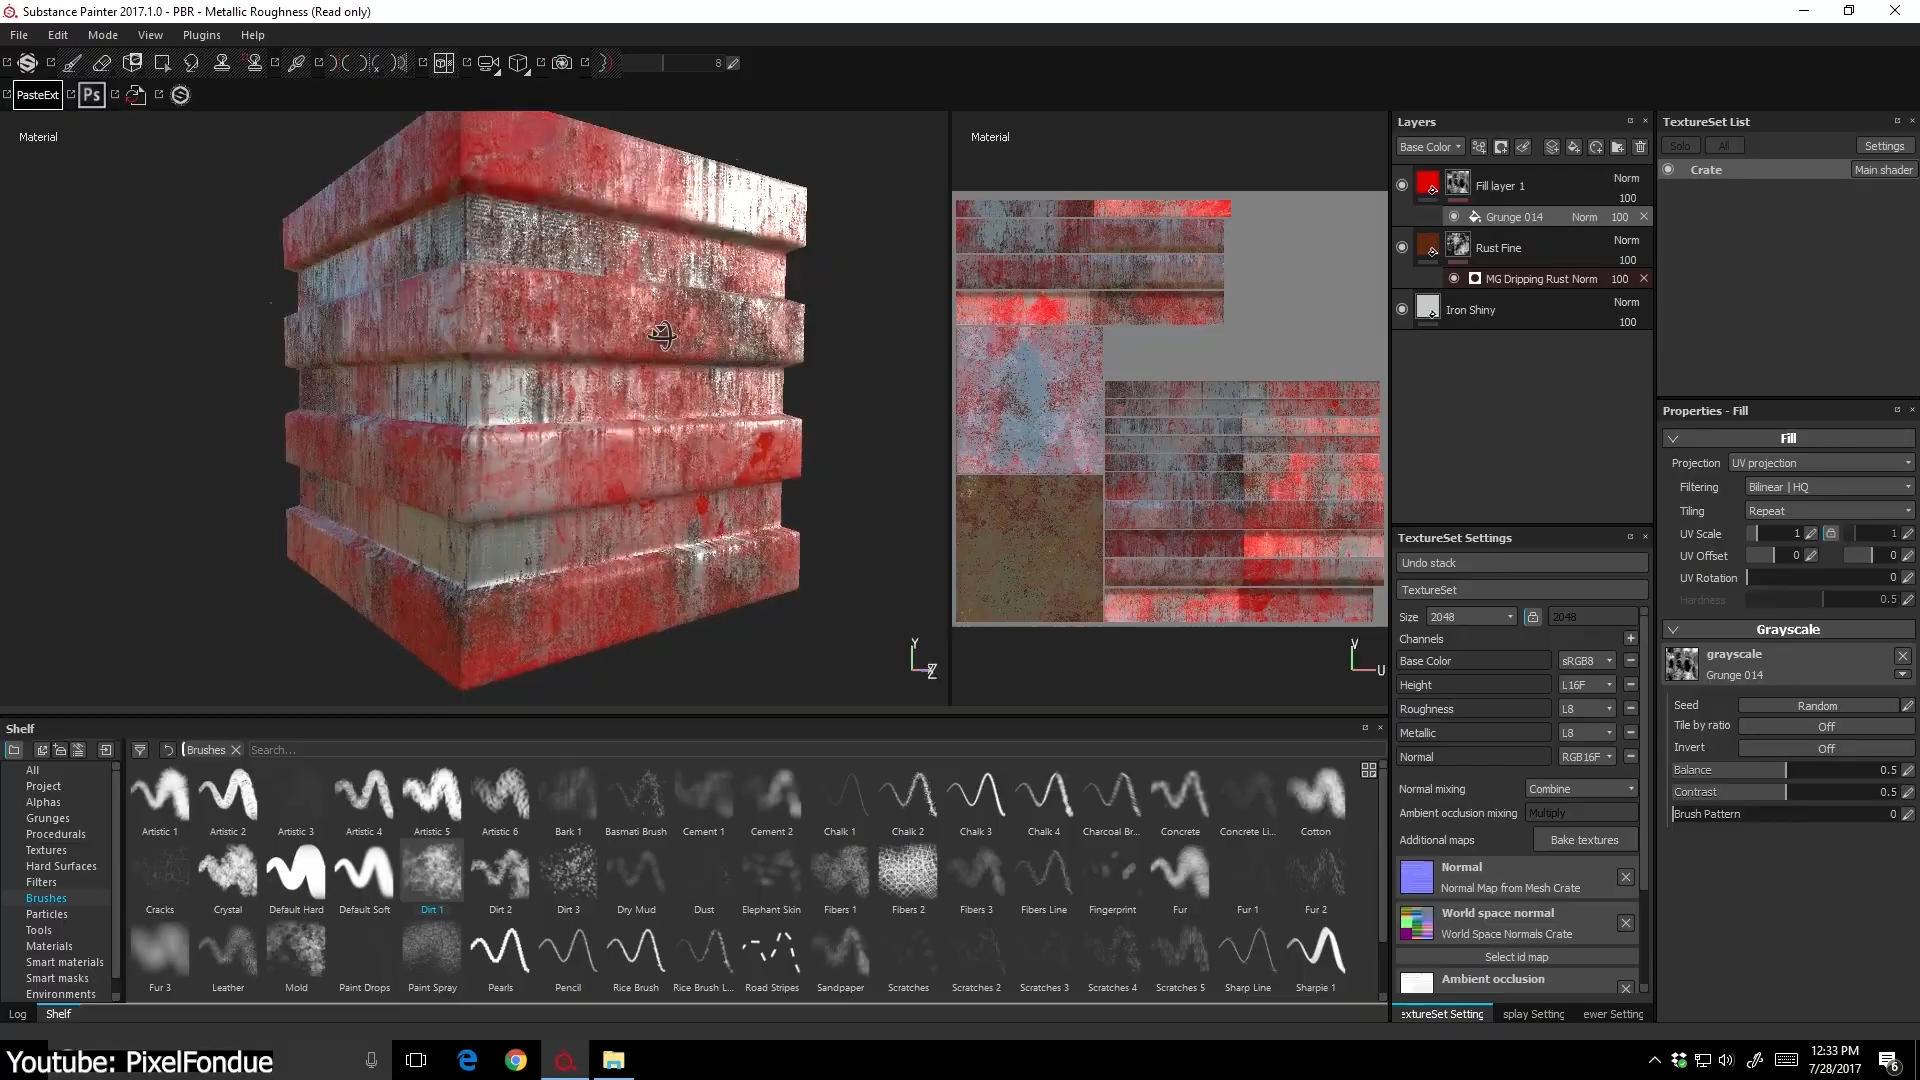 Substance Painter 2017.1.0 - PBR - Metallic Roughness (Read only)
File Edit Mode View Plugins Help
8
PasteExt Ps
Material
Material
Y
Z
V
U
Layers
Base Color
Fill layer 1 Norm
100
Grunge 014 Norm 100
Rust Fine Norm
100
MG Dripping Rust Norm 100
Iron Shiny Norm
100
TextureSet List
Solo All Settings
Crate Main shader
Properties - Fill
Fill
Projection UV projection
Filtering Bilinear | HQ
Tiling Repeat
UV Scale 1 1
UV Offset 0 0
UV Rotation 0
Hardness 0.5
Grayscale
grayscale
Grunge 014
Seed Random
Tile by ratio Off
Invert Off
Balance 0.5
Contrast 0.5
Brush Pattern 0
TextureSet Settings
Undo stack
TextureSet
Size 2048 2048
Channels
Base Color sRGB8
Height L16F
Roughness L8
Metallic L8
Normal RGB16F
Normal mixing Combine
Ambient occlusion mixing Multiply
Additional maps Bake textures
Normal
Normal Map from Mesh Crate
World space normal
World Space Normals Crate
Select id map
Ambient occlusion
extureSet Setting splay Setting ewer Setting
Shelf
Brushes Search...
All
Project
Alphas
Grunges
Procedurals
Textures
Hard Surfaces
Filters
Brushes
Particles
Tools
Materials
Smart materials
Smart masks
Environments
Artistic 1 Artistic 2 Artistic 3 Artistic 4 Artistic 5 Artistic 6 Bark 1 Basmati Brush Cement 1 Cement 2 Chalk 1 Chalk 2 Chalk 3 Chalk 4 Charcoal Br... Concrete Concrete Li... Cotton
Cracks Crystal Default Hard Default Soft Dirt 1 Dirt 2 Dirt 3 Dry Mud Dust Elephant Skin Fibers 1 Fibers 2 Fibers 3 Fibers Line Fingerprint Fur Fur 1 Fur 2
Fur 3 Leather Mold Paint Drops Paint Spray Pearls Pencil Rice Brush Rice Brush L... Road Stripes Sandpaper Scratches Scratches 2 Scratches 3 Scratches 4 Scratches 5 Sharp Line Sharpie 1
Log Shelf
Youtube: PixelFondue
12:33 PM
7/28/2017
6